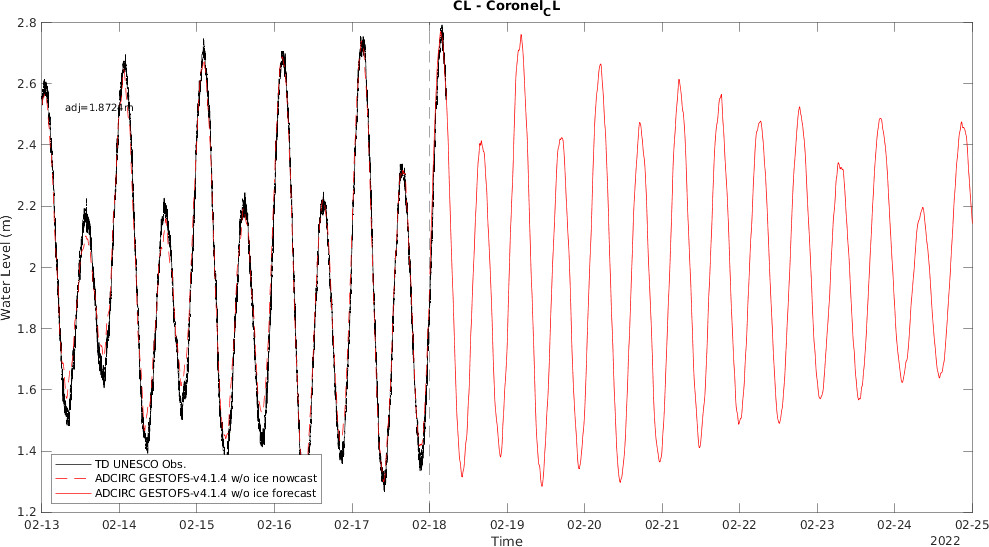 CL - Coronel_CL
2.8
2.6
adj=1.8724m
2.4
2.2
Water Level (m)
2
1.8
1.6
1.4
TD UNESCO Obs.
ADCIRC GESTOFS-v4.1.4 w/o ice nowcast
ADCIRC GESTOFS-v4.1.4 w/o ice forecast
1.2
02-13 02-14 02-15 02-16 02-17 02-18 02-19 02-20 02-21 02-22 02-23 02-24 02-25
Time
2022